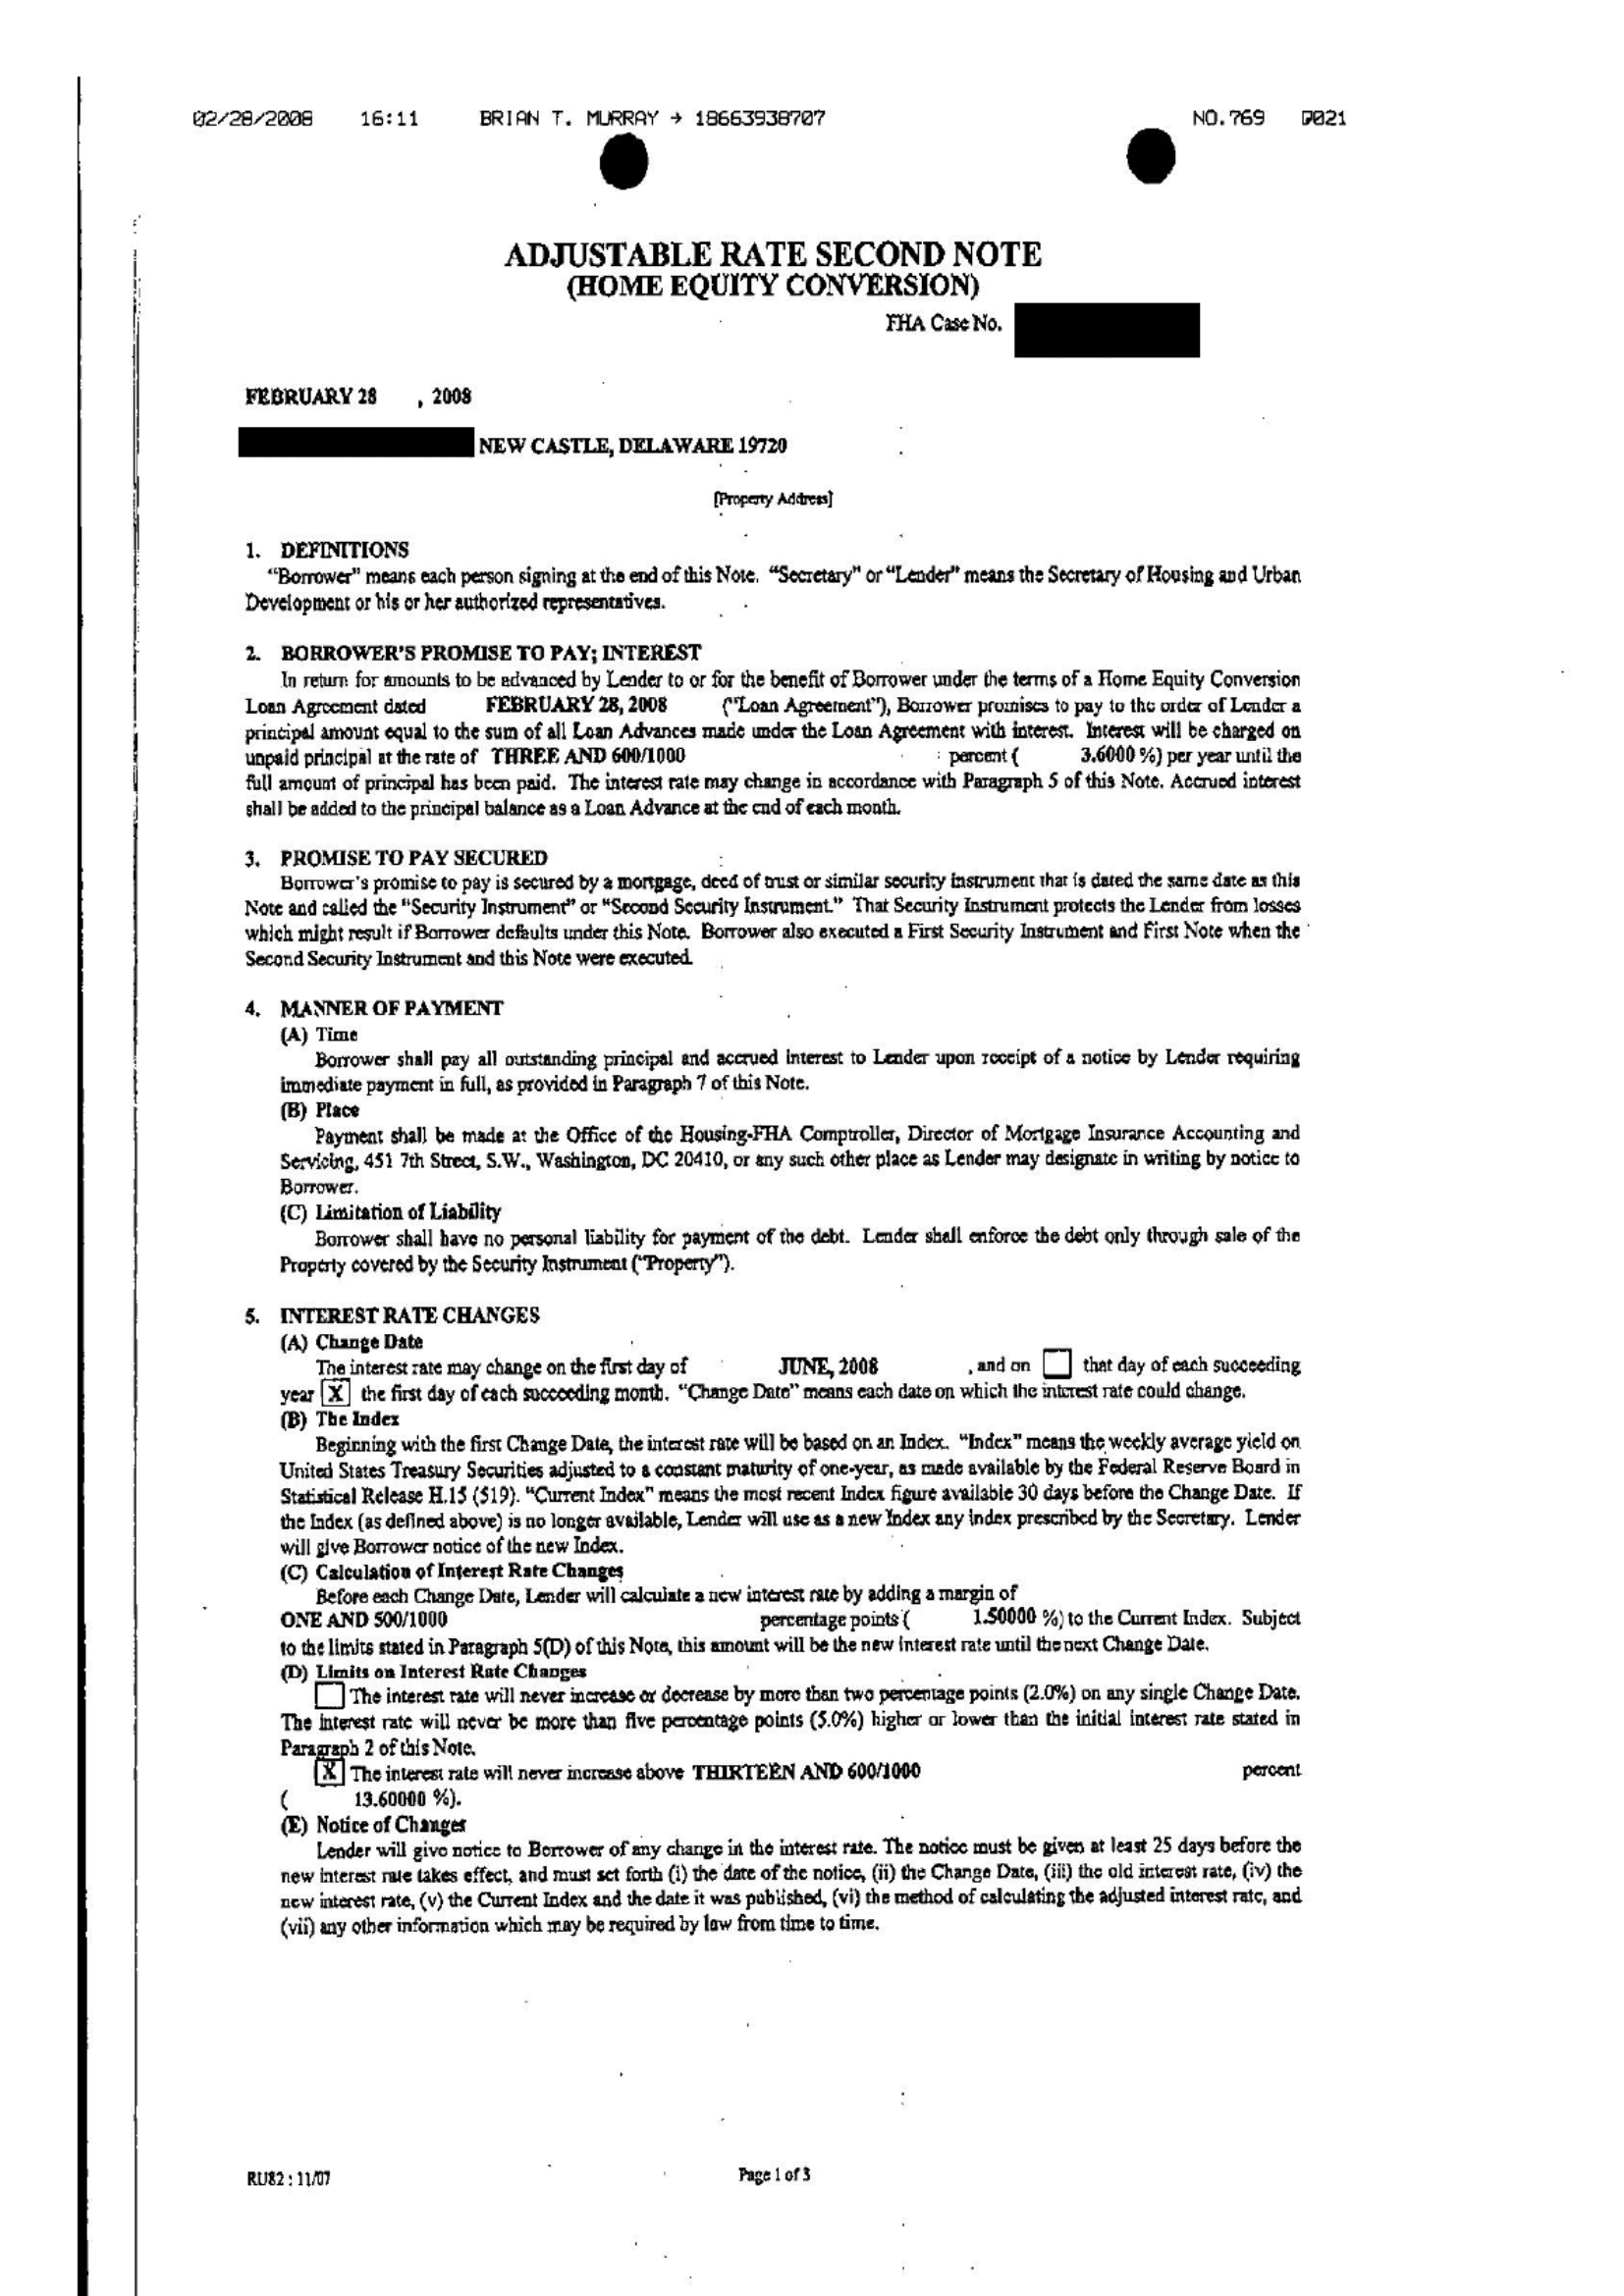 02/28/2008 16:11 BRIAN T. MURRAY → 18663938707 NO.769 P021
ADJUSTABLE RATE SECOND NOTE
(HOME EQUITY CONVERSION)
FHA Case No.
FEBRUARY 28 , 2008
NEW CASTLE, DELAWARE 19720
[Property Address]
1. DEFINITIONS
"Borrower" means each person signing at the end of this Note. "Secretary" or "Lender" means the Secretary of Housing and Urban
Development or his or her authorized representatives.
2. BORROWER'S PROMISE TO PAY; INTEREST
In return for amounts to be advanced by Lender to or for the benefit of Borrower under the terms of a Home Equity Conversion
Loan Agreement dated FEBRUARY 28, 2008 ("Loan Agreement"), Borrower promises to pay to the order of Lender a
principal amount equal to the sum of all Loan Advances made under the Loan Agreement with interest. Interest will be charged on
unpaid principal at the rate of THREE AND 600/1000 percent ( 3.6000 %) per year until the
full amount of principal has been paid. The interest rate may change in accordance with Paragraph 5 of this Note. Accrued interest
shall be added to the principal balance as a Loan Advance at the end of each month.
3. PROMISE TO PAY SECURED
Borrower's promise to pay is secured by a mortgage, deed of trust or similar security instrument that is dated the same date as this
Note and called the "Security Instrument" or "Second Security Instrument." That Security Instrument protects the Lender from losses
which might result if Borrower defaults under this Note. Borrower also executed a First Security Instrument and First Note when the
Second Security Instrument and this Note were executed.
4. MANNER OF PAYMENT
(A) Time
Borrower shall pay all outstanding principal and accrued interest to Lender upon receipt of a notice by Lender requiring
immediate payment in full, as provided in Paragraph 7 of this Note.
(B) Place
Payment shall be made at the Office of the Housing-FHA Comptroller, Director of Mortgage Insurance Accounting and
Servicing, 451 7th Street, S.W., Washington, DC 20410, or any such other place as Lender may designate in writing by notice to
Borrower.
(C) Limitation of Liability
Borrower shall have no personal liability for payment of the debt. Lender shall enforce the debt only through sale of the
Property covered by the Security Instrument ("Property").
5. INTEREST RATE CHANGES
(A) Change Date
The interest rate may change on the first day of JUNE, 2008 , and on that day of each succeeding
year X the first day of each succeeding month. "Change Date" means each date on which the interest rate could change.
(B) The Index
Beginning with the first Change Date, the interest rate will be based on an Index. "Index" means the weekly average yield on
United States Treasury Securities adjusted to a constant maturity of one-year, as made available by the Federal Reserve Board in
Statistical Release H.15 (519). "Current Index" means the most recent Index figure available 30 days before the Change Date. If
the Index (as defined above) is no longer available, Lender will use as a new Index any index prescribed by the Secretary. Lender
will give Borrower notice of the new Index.
(C) Calculation of Interest Rate Changes
Before each Change Date, Lender will calculate a new interest rate by adding a margin of
ONE AND 500/1000 percentage points ( 1.50000 %) to the Current Index. Subject
to the limits stated in Paragraph 5(D) of this Note, this amount will be the new interest rate until the next Change Date.
(D) Limits on Interest Rate Changes
The interest rate will never increase or decrease by more than two percentage points (2.0%) on any single Change Date.
The interest rate will never be more than five percentage points (5.0%) higher or lower than the initial interest rate stated in
Paragraph 2 of this Note.
X The interest rate will never increase above THIRTEEN AND 600/1000 percent
( 13.60000 %).
(E) Notice of Changes
Lender will give notice to Borrower of any change in the interest rate. The notice must be given at least 25 days before the
new interest rate takes effect, and must set forth (i) the date of the notice, (ii) the Change Date, (iii) the old interest rate, (iv) the
new interest rate, (v) the Current Index and the date it was published, (vi) the method of calculating the adjusted interest rate, and
(vii) any other information which may be required by law from time to time.
RU82 : 11/07 Page 1 of 3